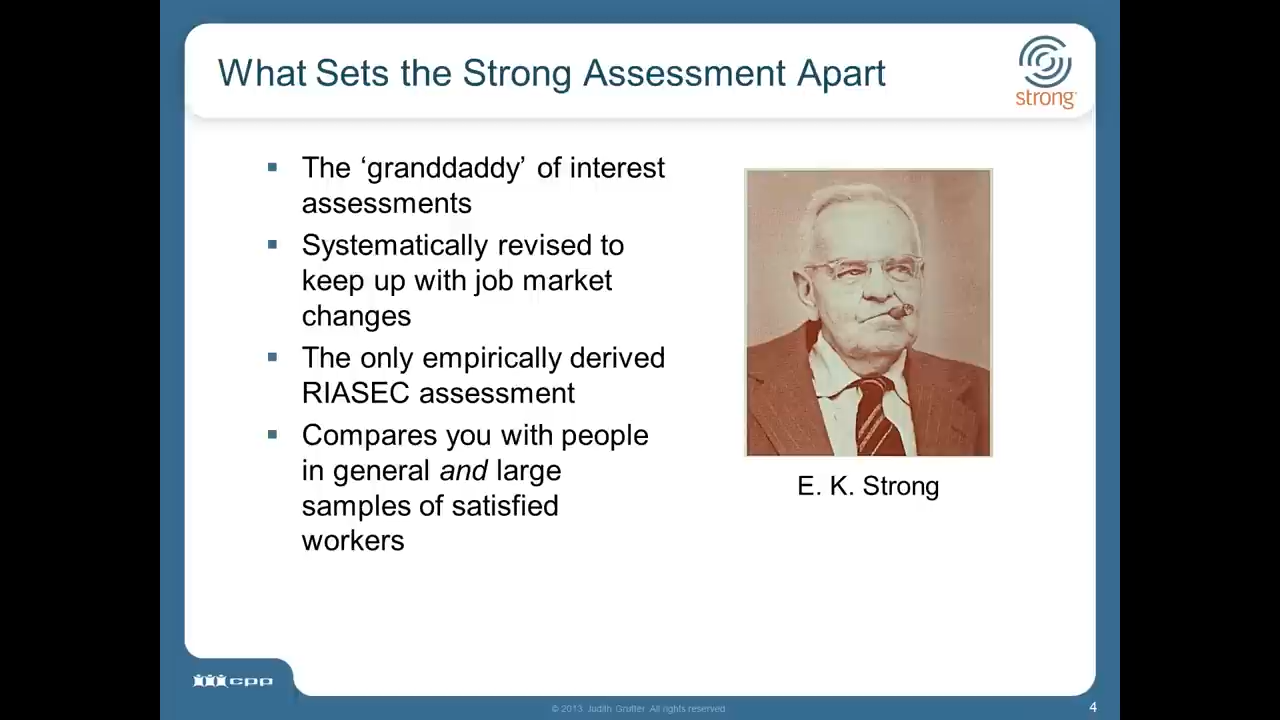 What Sets the Strong Assessment Apart
strong
▪ The ‘granddaddy’ of interest
assessments
▪ Systematically revised to
keep up with job market
changes
▪ The only empirically derived
RIASEC assessment
▪ Compares you with people
in general and large
samples of satisfied
workers
E. K. Strong
cpp
© 2013, Judith Grutter. All rights reserved.
4